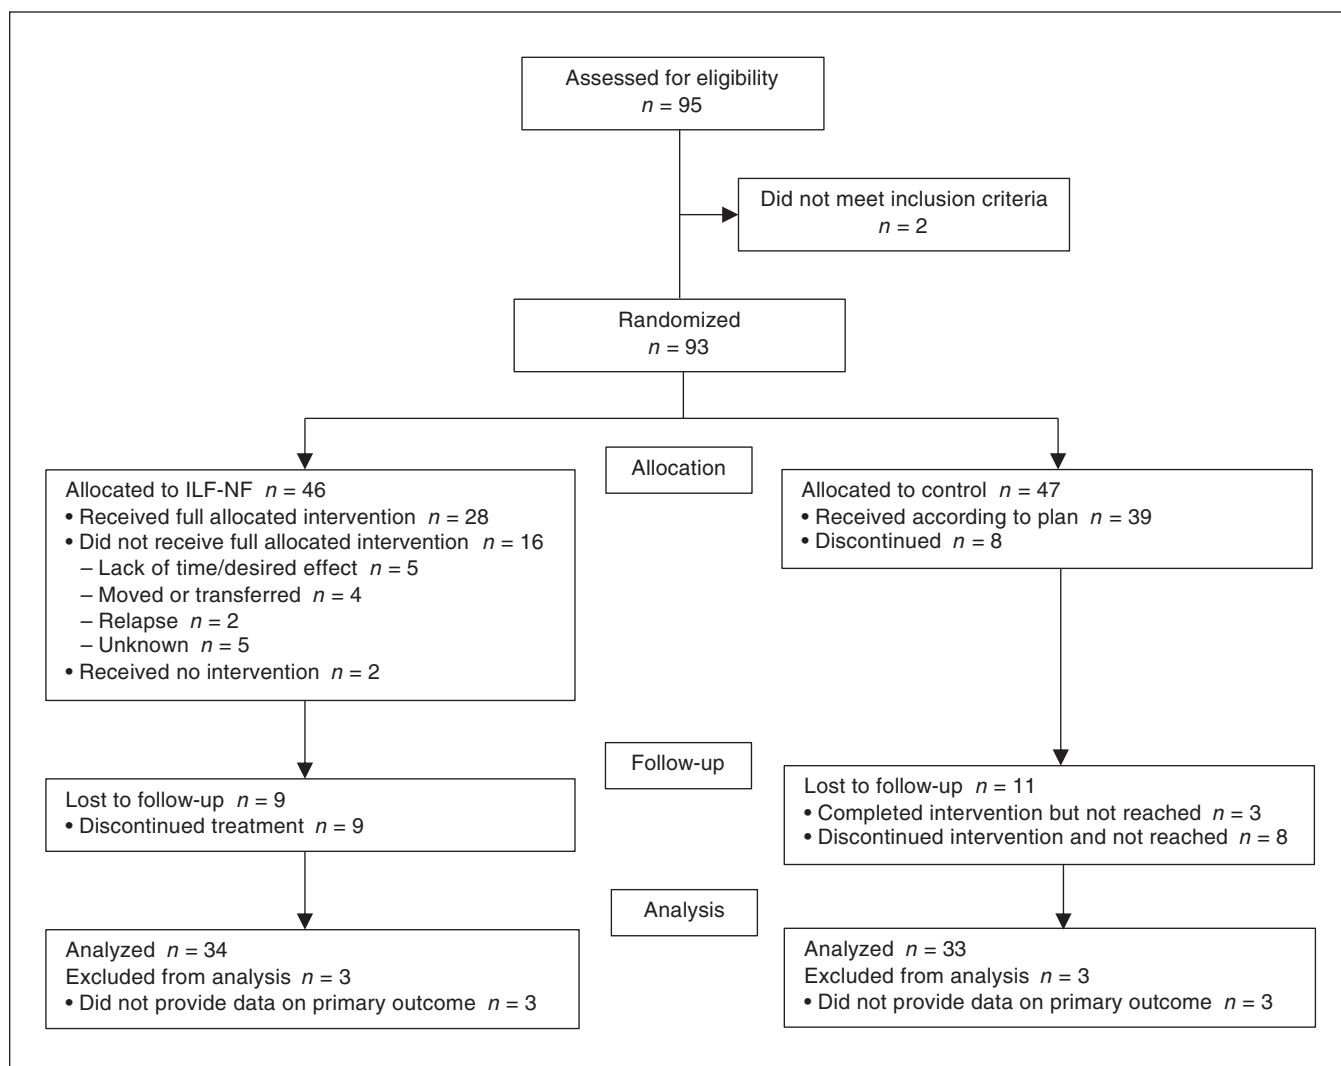 Assessed for eligibility
n = 95
Did not meet inclusion criteria
n = 2
Randomized
n = 93
Allocation
Allocated to ILF-NF n = 46
• Received full allocated intervention n = 28
• Did not receive full allocated intervention n = 16
– Lack of time/desired effect n = 5
– Moved or transferred n = 4
– Relapse n = 2
– Unknown n = 5
• Received no intervention n = 2
Allocated to control n = 47
• Received according to plan n = 39
• Discontinued n = 8
Follow-up
Lost to follow-up n = 9
• Discontinued treatment n = 9
Lost to follow-up n = 11
• Completed intervention but not reached n = 3
• Discontinued intervention and not reached n = 8
Analysis
Analyzed n = 34
Excluded from analysis n = 3
• Did not provide data on primary outcome n = 3
Analyzed n = 33
Excluded from analysis n = 3
• Did not provide data on primary outcome n = 3